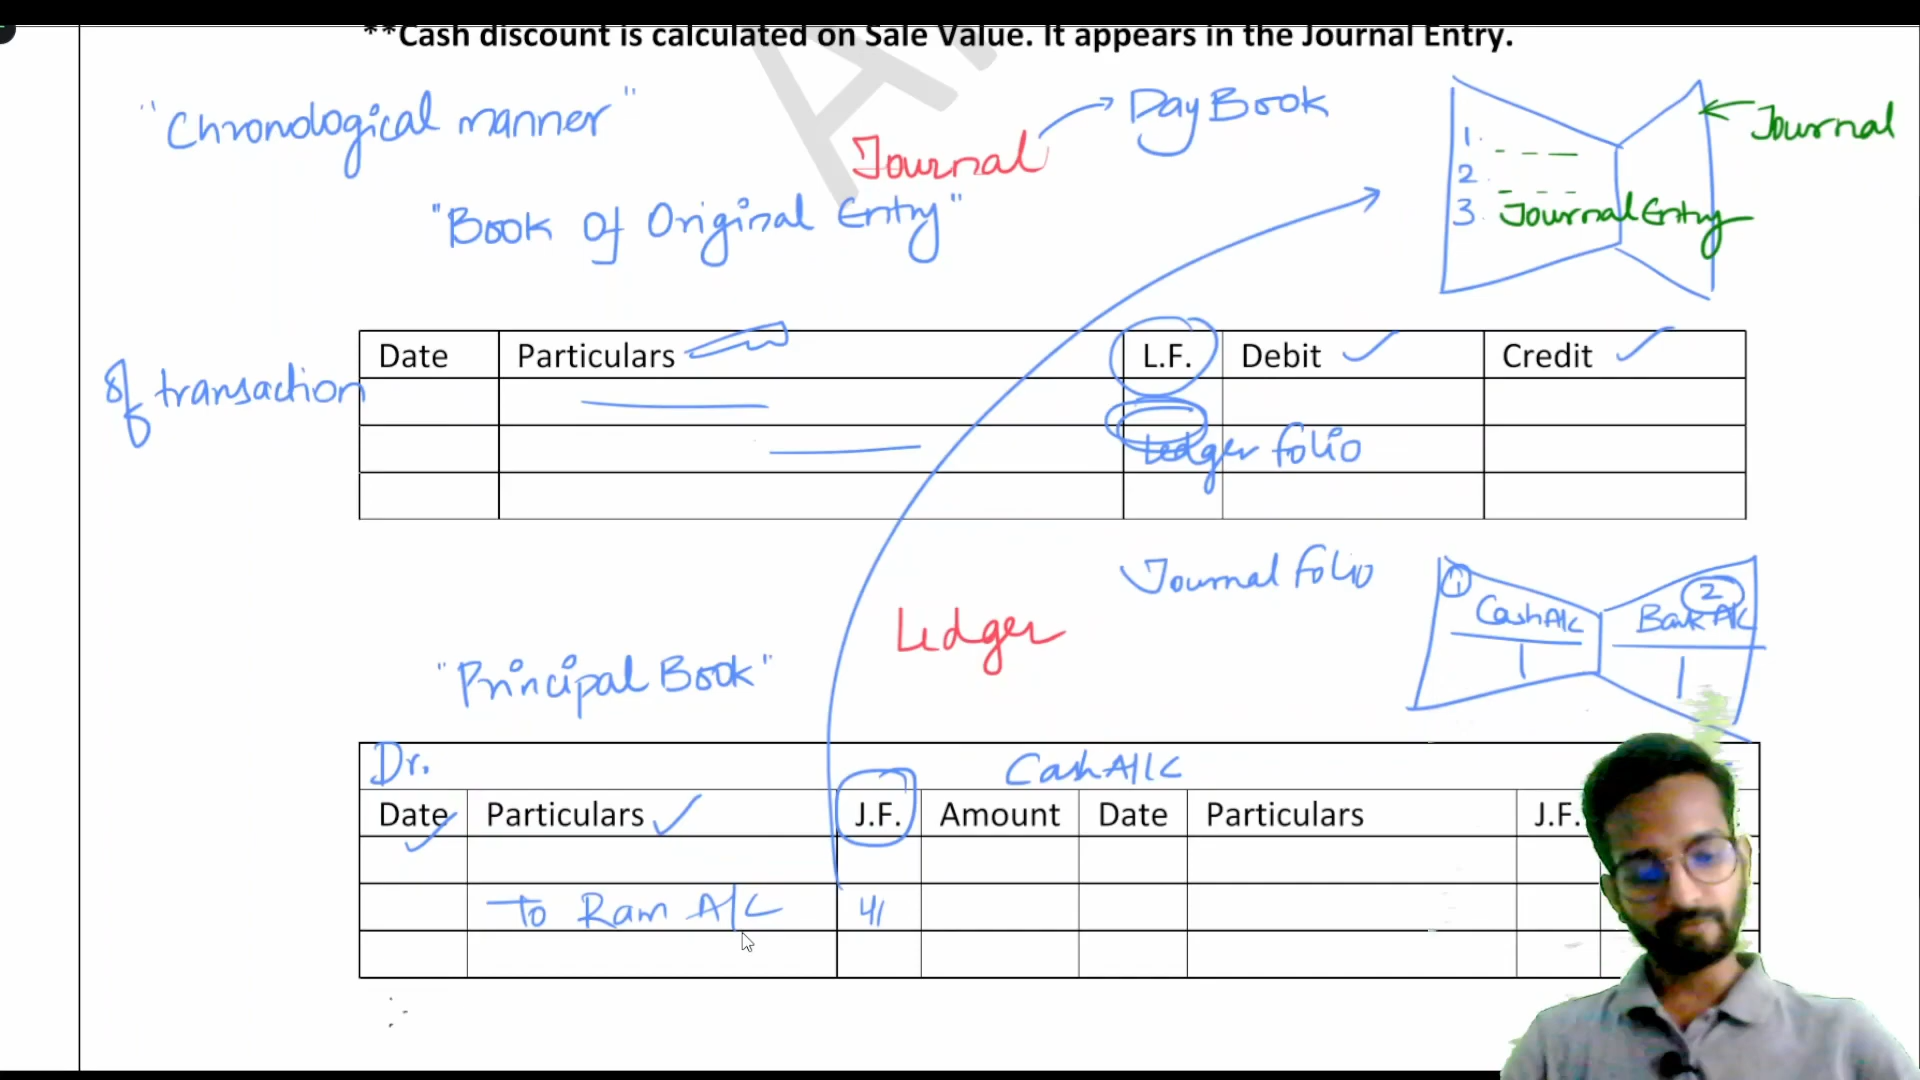 **Cash discount is calculated on Sale Value. It appears in the Journal Entry.
"Chronological manner"
Journal
Day Book
"Book Of Original Entry"
1. ---
2. ---
3. Journal Entry
Journal
of transaction
Date Particulars L.F. Debit Credit
Ledger folio
Journal folio
Ledger
"Principal Book"
1 Cash A/c
2 Bank A/c
Dr. Cash A/c
Date Particulars J.F. Amount Date Particulars J.F.
To Ram A/C 41